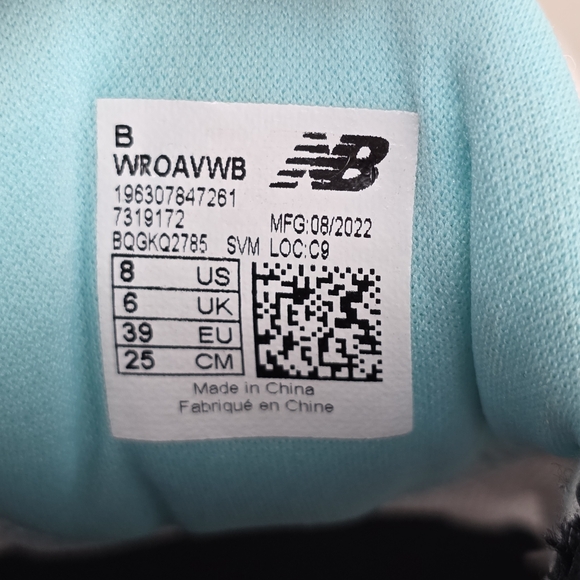 B
WROAVWB
NB
196307847261
7319172
MFG:08/2022
BQGKQ2785 SVM LOC:C9
8 US
6 UK
39 EU
25 CM
Made in China
Fabriqué en Chine